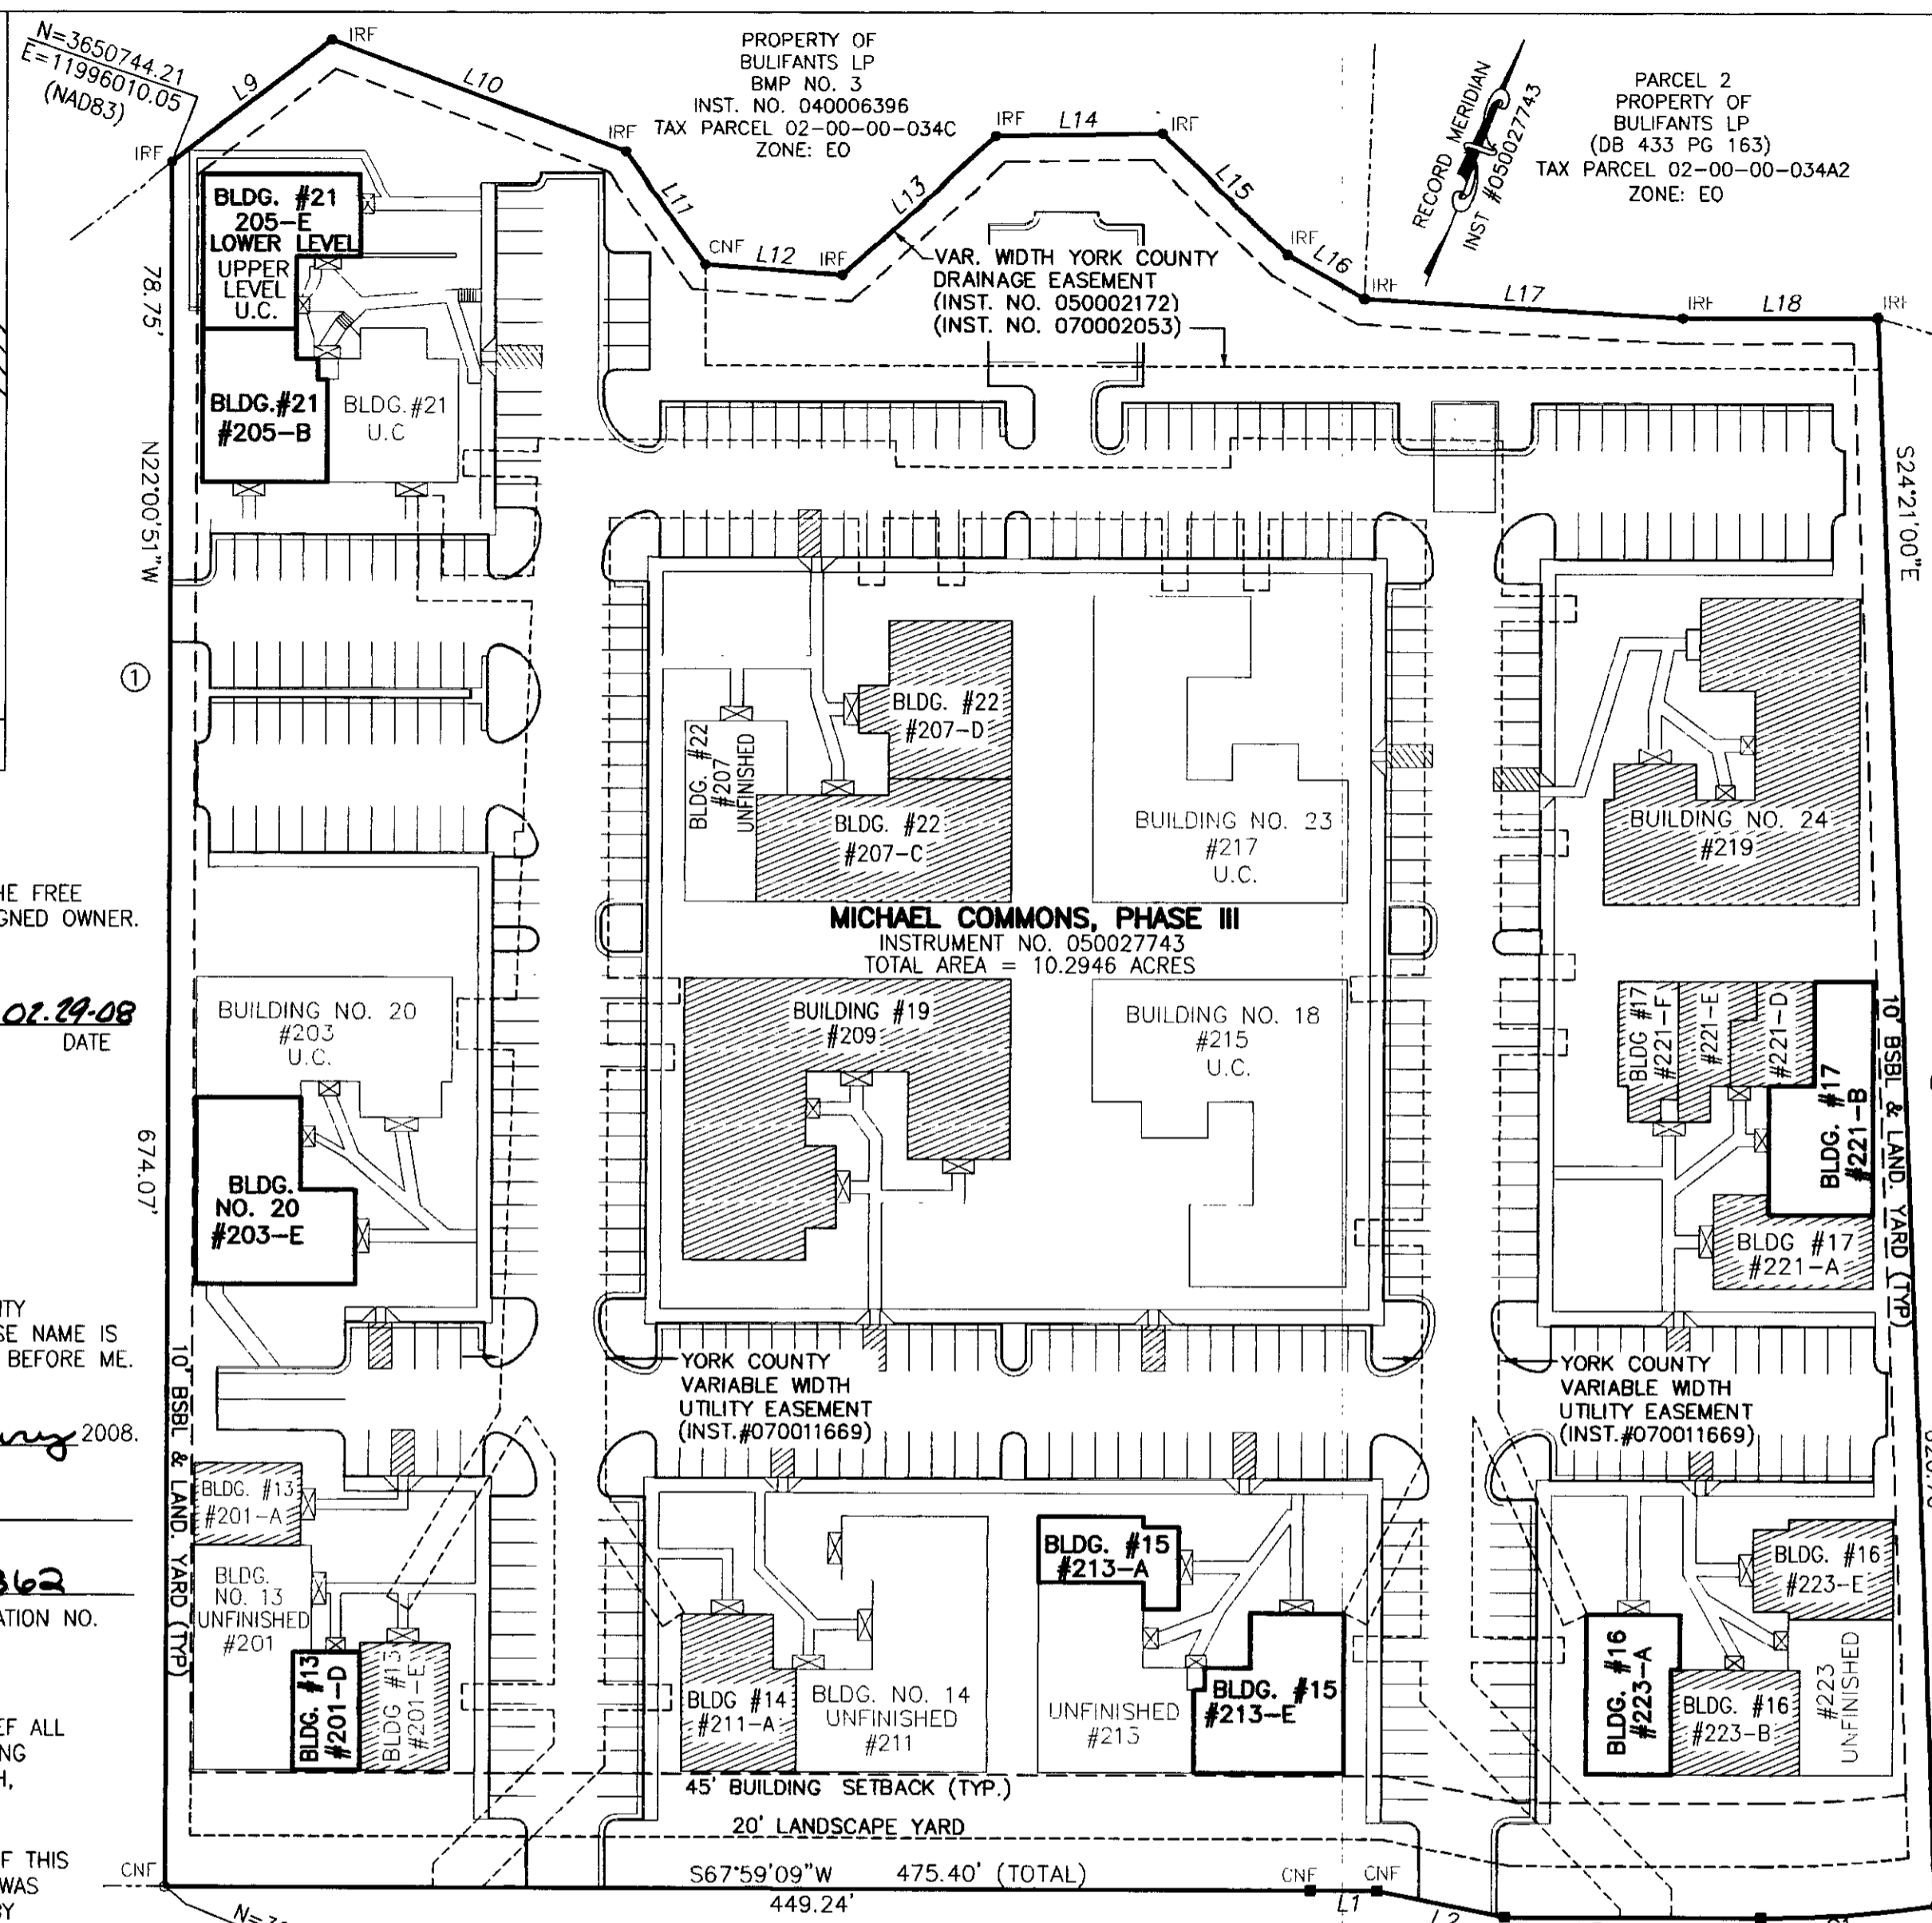 N=3650744.21
E=11996010.05
(NAD83)
IRF
L9
IRF
L10
IRF
L11
CNF
L12
IRF
L13
IRF
L14
IRF
L15
IRF
L16
IRF
L17
IRF
L18
IRF
PROPERTY OF
BULIFANTS LP
BMP NO. 3
INST. NO. 040006396
TAX PARCEL 02-00-00-034C
ZONE: EO
RECORD MERIDIAN
INST #050027743
PARCEL 2
PROPERTY OF
BULIFANTS LP
(DB 433 PG 163)
TAX PARCEL 02-00-00-034A2
ZONE: EO
VAR. WIDTH YORK COUNTY
DRAINAGE EASEMENT
(INST. NO. 050002172)
(INST. NO. 070002053)
BLDG. #21
205-E
LOWER LEVEL
UPPER
LEVEL
U.C.
BLDG.#21
#205-B
BLDG.#21
U.C
78.75'
N22°00'51"W
674.07'
1
S24°21'00"E
BLDG. #22
#207-D
BLDG. #22
#207
UNFINISHED
BLDG. #22
#207-C
BUILDING NO. 23
#217
U.C.
BUILDING NO. 24
#219
MICHAEL COMMONS, PHASE III
INSTRUMENT NO. 050027743
TOTAL AREA = 10.2946 ACRES
HE FREE
GNED OWNER.
02-29-08
DATE
BUILDING NO. 20
#203
U.C.
BLDG.
NO. 20
#203-E
BUILDING #19
#209
BUILDING NO. 18
#215
U.C.
BLDG #17
#221-F
#221-E
#221-D
BLDG. #17
#221-B
BLDG #17
#221-A
10' BSBL & LAND. YARD (TYP)
ITY
SE NAME IS
BEFORE ME.
2008.
10' BSBL & LAND. YARD (TYP)
YORK COUNTY
VARIABLE WIDTH
UTILITY EASEMENT
(INST.#070011669)
YORK COUNTY
VARIABLE WIDTH
UTILITY EASEMENT
(INST.#070011669)
BLDG. #13
#201-A
BLDG.
NO. 13
UNFINISHED
#201
BLDG. #13
#201-D
BLDG #13
#201-E
BLDG #14
#211-A
BLDG. NO. 14
UNFINISHED
#211
BLDG. #15
#213-A
UNFINISHED
#213
BLDG. #15
#213-E
BLDG. #16
#223-A
BLDG. #16
#223-B
BLDG. #16
#223-E
#223
UNFINISHED
362
ATION NO.
EF ALL
NG
H,
F THIS
WAS
BY
45' BUILDING SETBACK (TYP.)
20' LANDSCAPE YARD
CNF
S67°59'09"W 475.40' (TOTAL)
449.24'
CNF
CNF
L1
L2